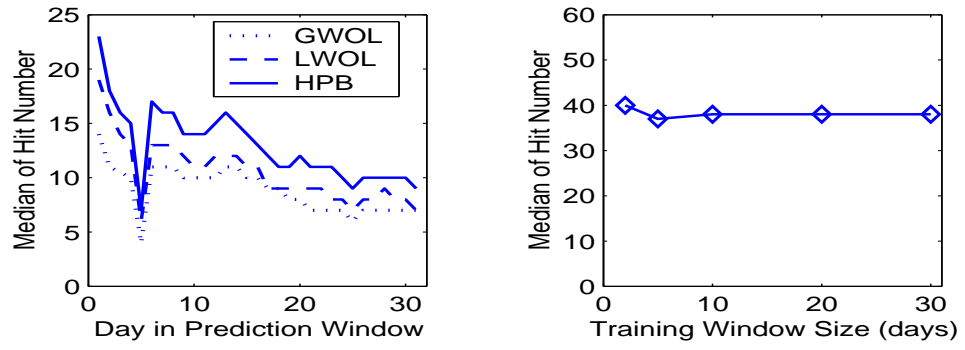 Median of Hit Number
25
20
15
10
5
0
GWOL
LWOL
HPB
0 10 20 30
Day in Prediction Window
Median of Hit Number
60
50
40
30
20
10
0
0 10 20 30
Training Window Size (days)